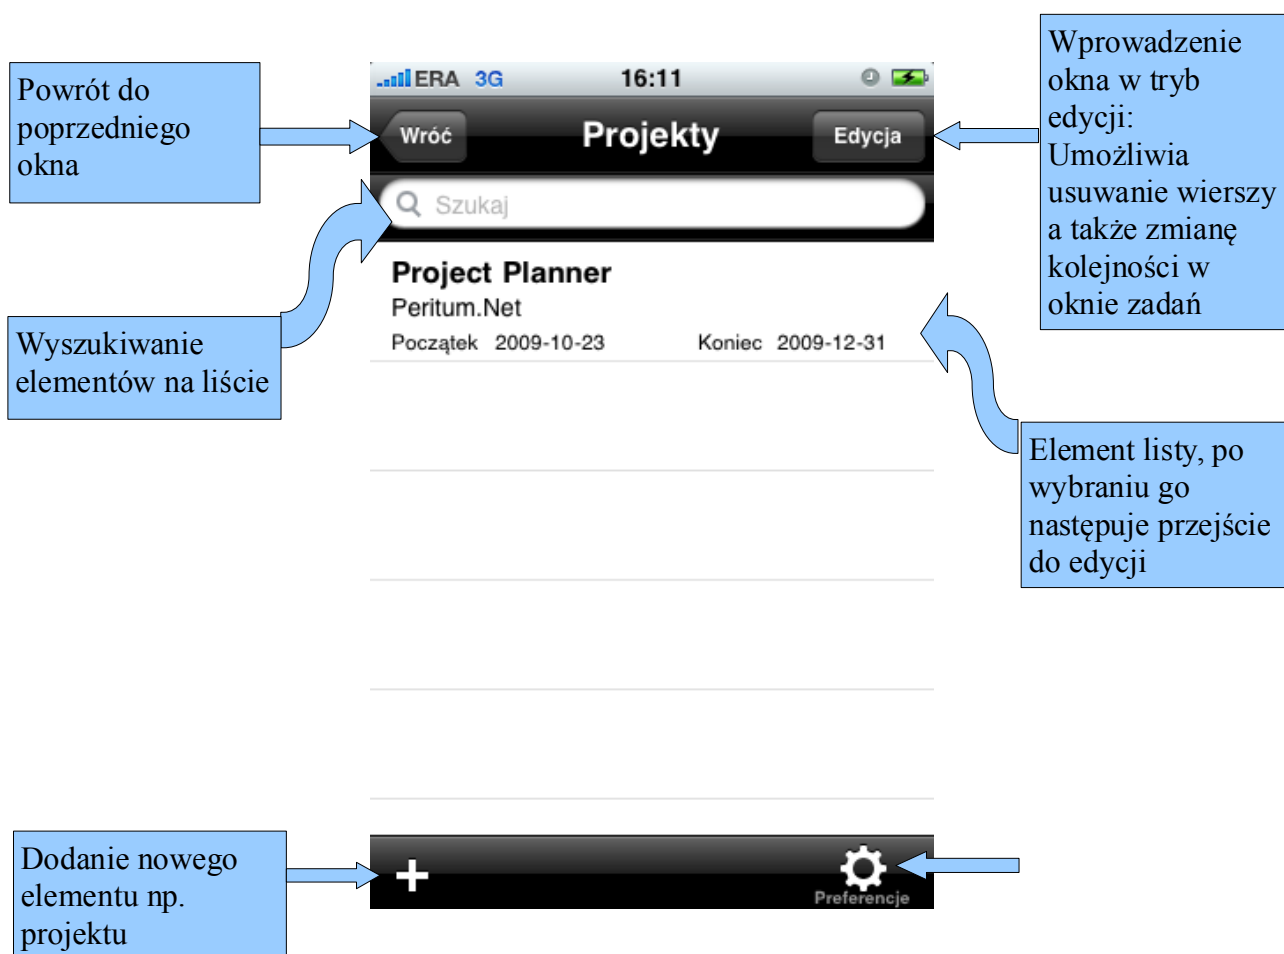 Powrót do
poprzedniego
okna
Wyszukiwanie
elementów na liście
Dodanie nowego
elementu np.
projektu
ERA 3G 16:11
Wróć Projekty Edycja
Szukaj
Project Planner
Peritum.Net
Początek 2009-10-23 Koniec 2009-12-31
Preferencje
Wprowadzenie
okna w tryb
edycji:
Umożliwia
usuwanie wierszy
a także zmianę
kolejności w
oknie zadań
Element listy, po
wybraniu go
następuje przejście
do edycji